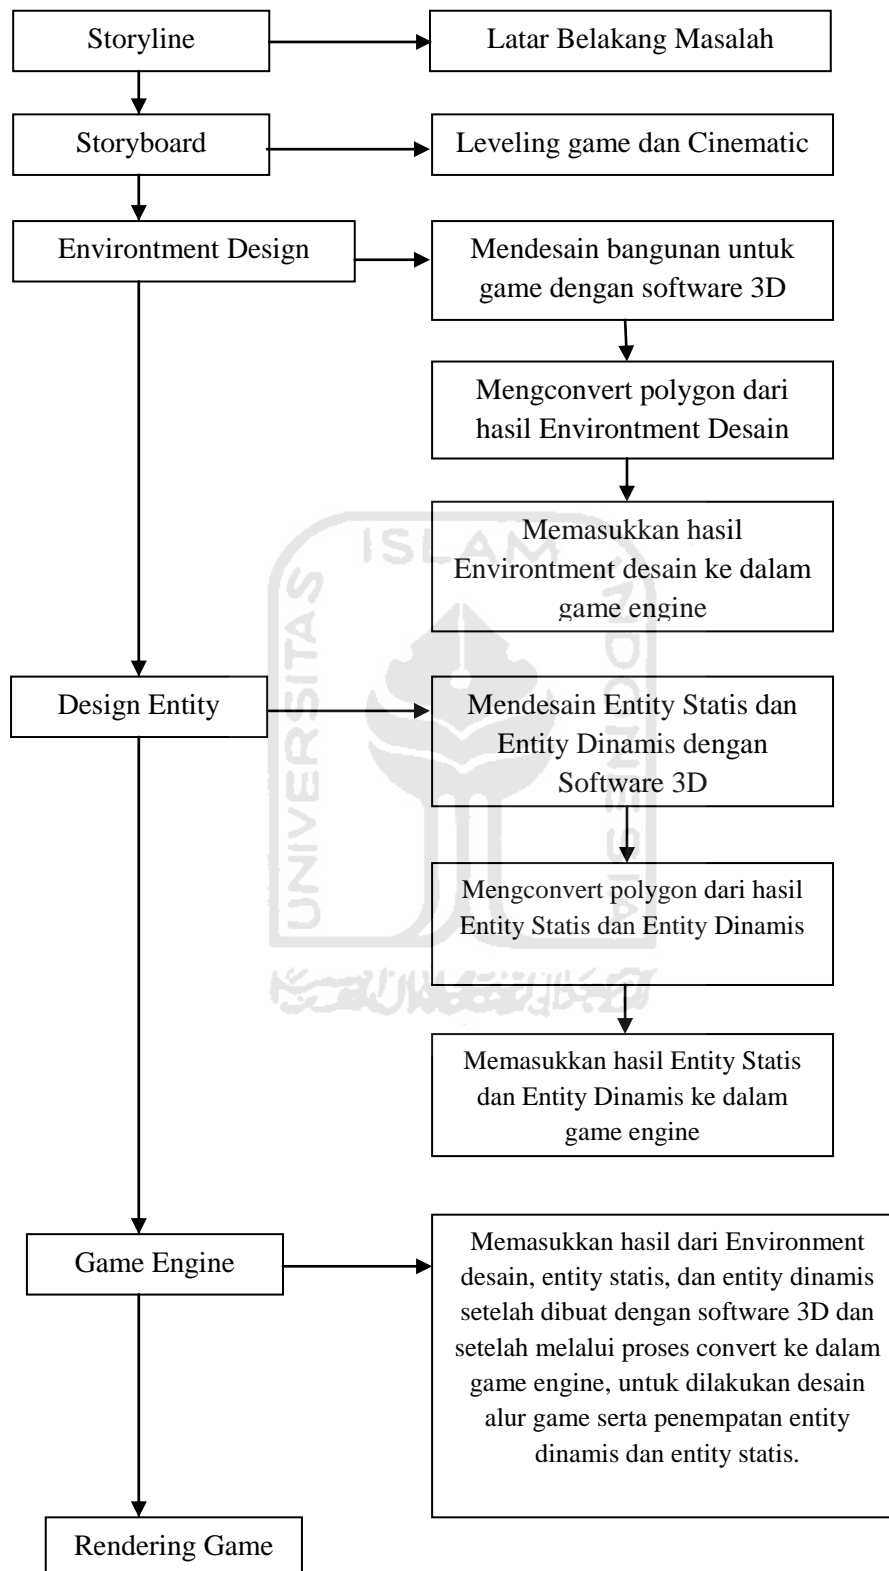 Storyline
Latar Belakang Masalah
Storyboard
Leveling game dan Cinematic
Environtment Design
Mendesain bangunan untuk
game dengan software 3D
Mengconvert polygon dari
hasil Environtment Desain
Memasukkan hasil
Environtment desain ke dalam
game engine
Design Entity
Mendesain Entity Statis dan
Entity Dinamis dengan
Software 3D
Mengconvert polygon dari hasil
Entity Statis dan Entity Dinamis
Memasukkan hasil Entity Statis
dan Entity Dinamis ke dalam
game engine
Game Engine
Memasukkan hasil dari Environment
desain, entity statis, dan entity dinamis
setelah dibuat dengan software 3D dan
setelah melalui proses convert ke dalam
game engine, untuk dilakukan desain
alur game serta penempatan entity
dinamis dan entity statis.
Rendering Game
UNIVERSITAS
ISLAM
INDONESIA